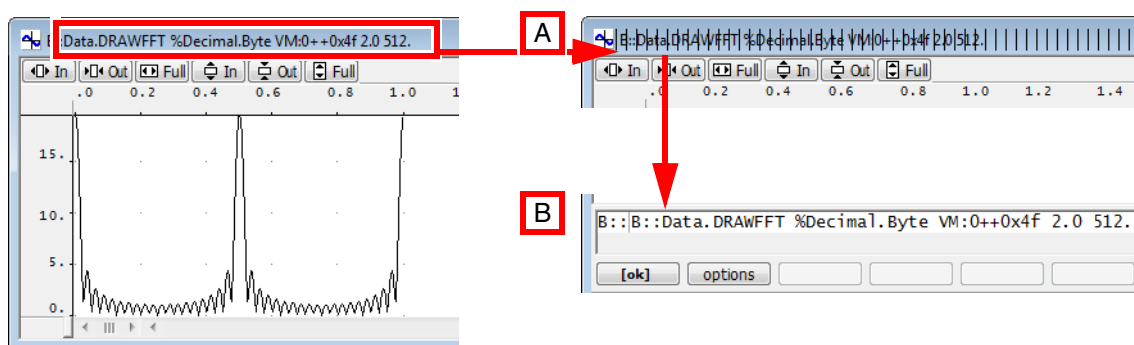 B::Data.DRAWFFT %Decimal.Byte VM:0++0x4f 2.0 512.
In Out Full In Out Full
.0 0.2 0.4 0.6 0.8 1.0 1
15.
10.
5.
0.
A
B::Data.DRAWFFT %Decimal.Byte VM:0++0x4f 2.0 512.
In Out Full In Out Full
.0 0.2 0.4 0.6 0.8 1.0 1.2 1.4
B
B::B::Data.DRAWFFT %Decimal.Byte VM:0++0x4f 2.0 512.
[ok] options